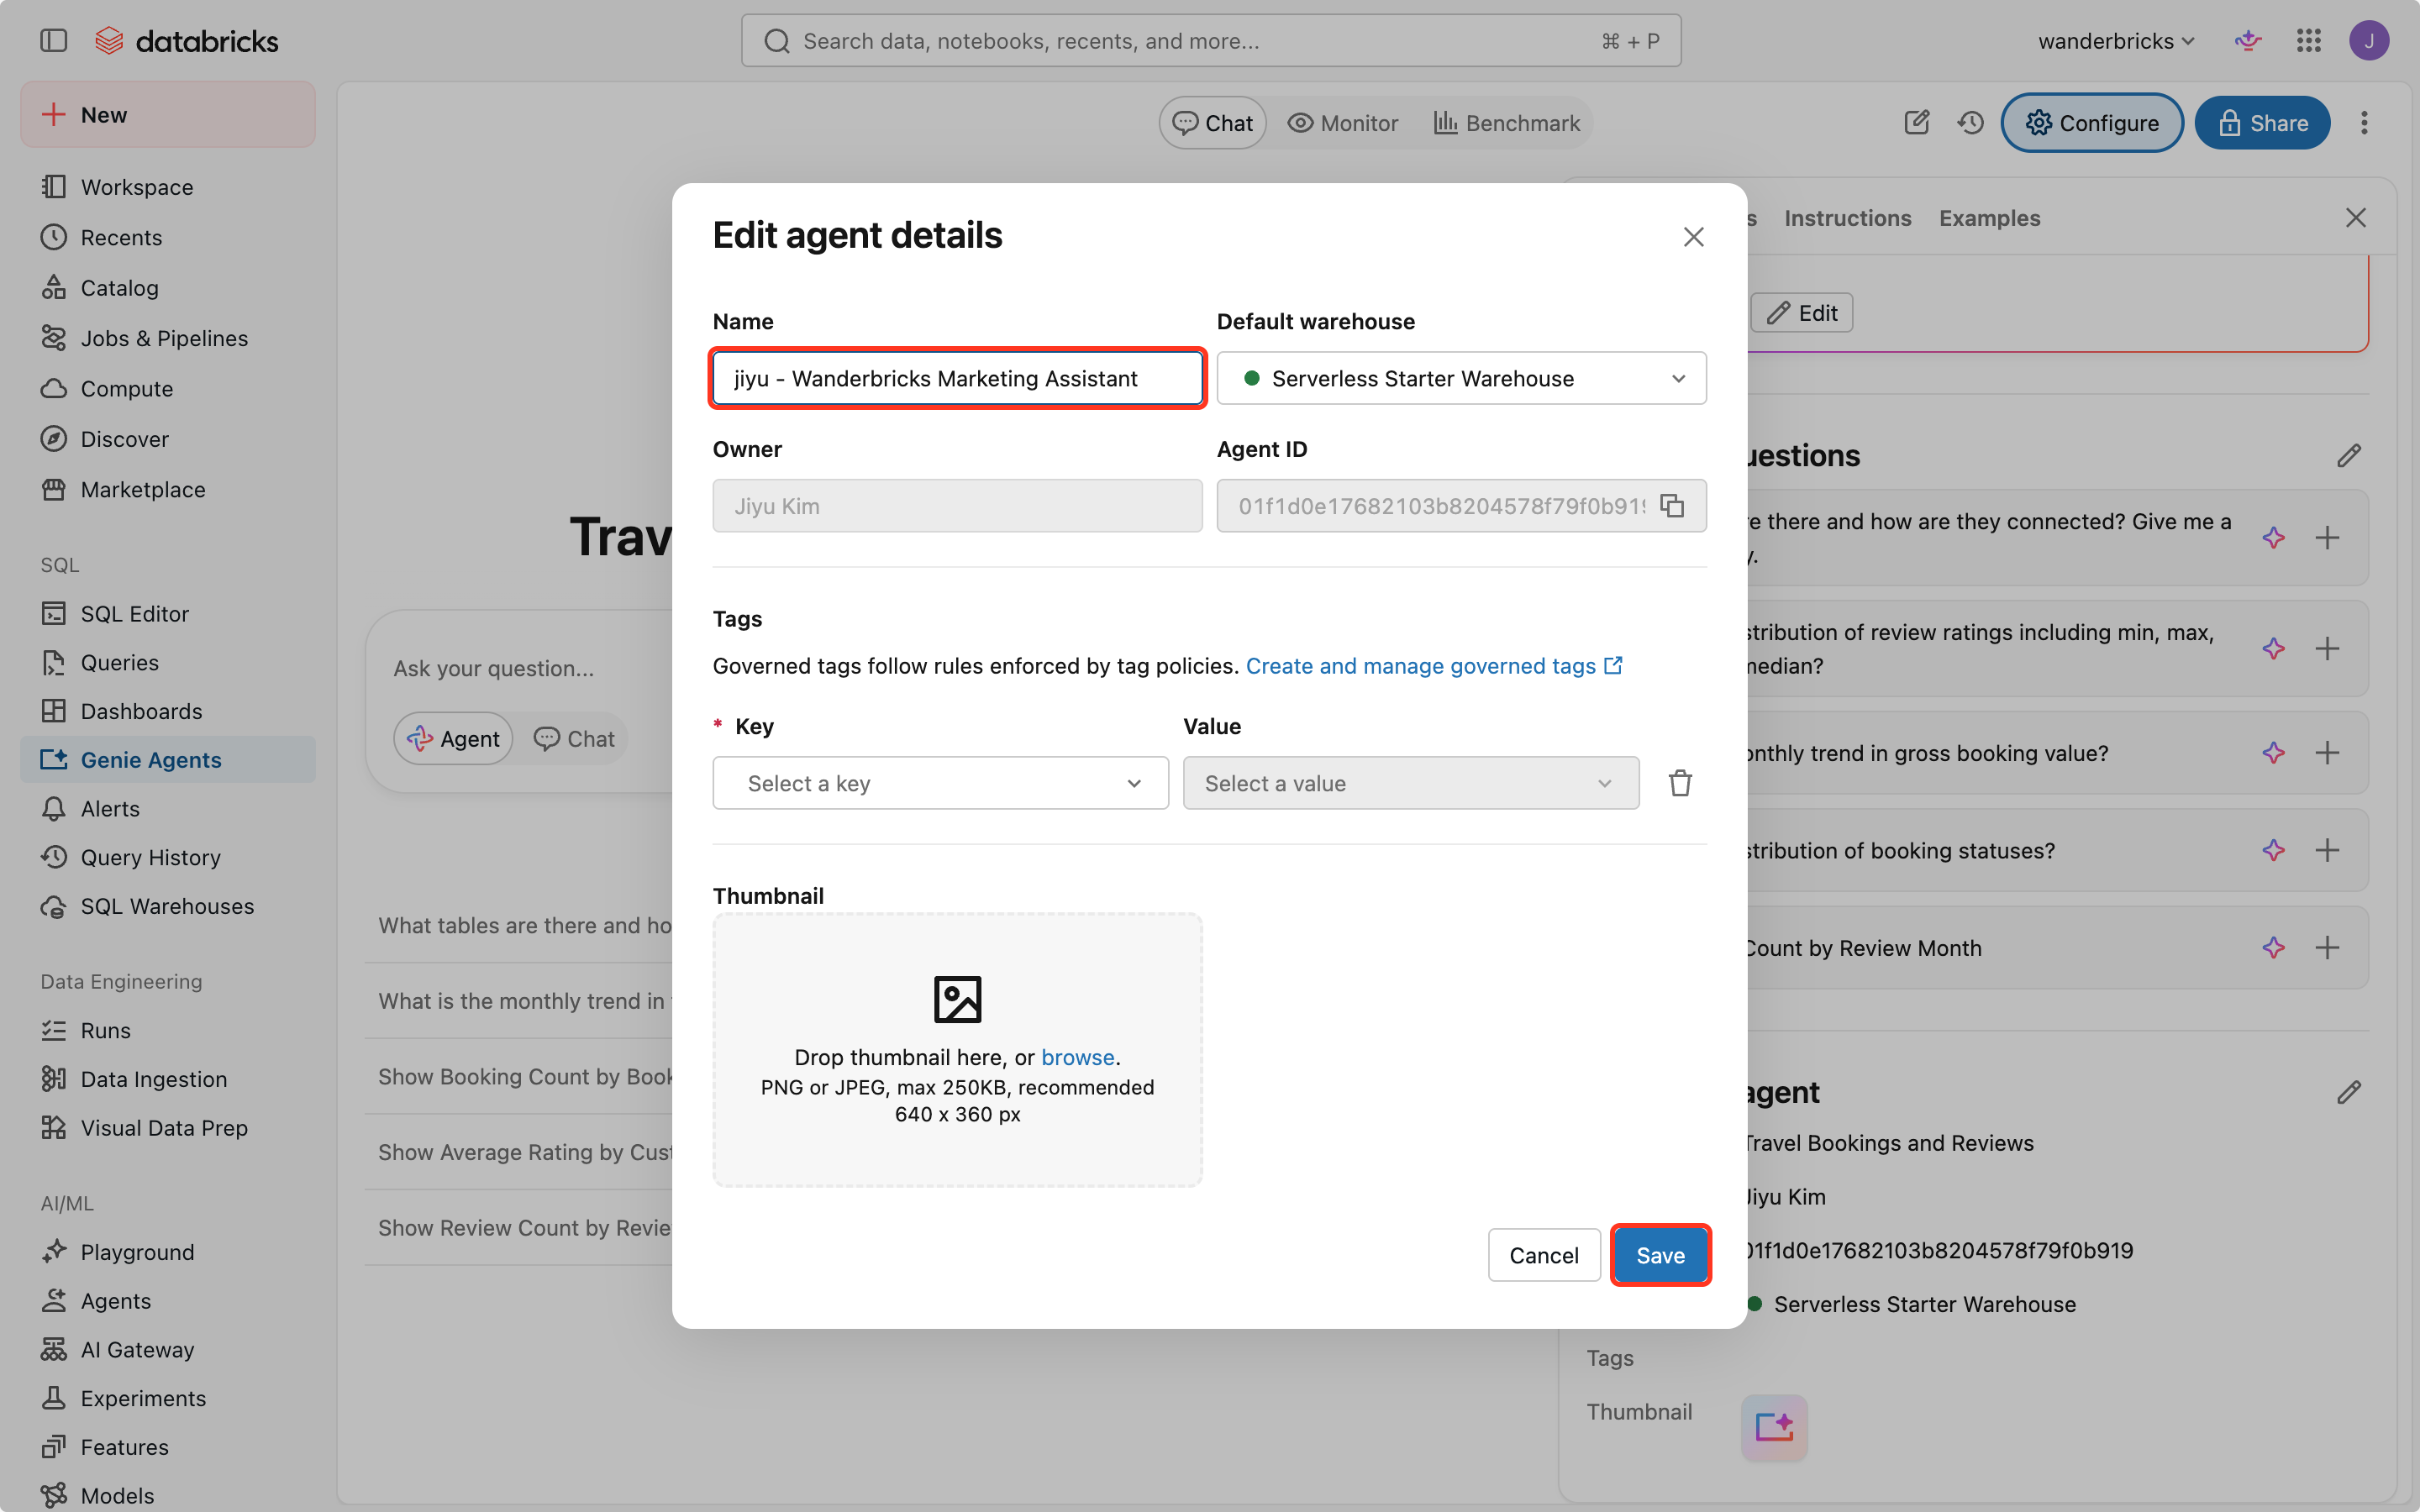 databricks
Search data, notebooks, recents, and more...
⌘ + P
wanderbricks
J
New
Workspace
Recents
Catalog
Jobs & Pipelines
Compute
Discover
Marketplace
SQL
SQL Editor
Queries
Dashboards
Genie Agents
Alerts
Query History
SQL Warehouses
Data Engineering
Runs
Data Ingestion
Visual Data Prep
AI/ML
Playground
Agents
AI Gateway
Experiments
Features
Models
Chat
Monitor
Benchmark
Configure
Share
Trav
Ask your question...
Agent
Chat
What tables are there and ho
What is the monthly trend in
Show Booking Count by Book
Show Average Rating by Cust
Show Review Count by Revie
Edit agent details
Name
Default warehouse
jiyu - Wanderbricks Marketing Assistant
Serverless Starter Warehouse
Owner
Agent ID
Jiyu Kim
01f1d0e17682103b8204578f79f0b919
Tags
Governed tags follow rules enforced by tag policies. Create and manage governed tags
* Key
Value
Select a key
Select a value
Thumbnail
Drop thumbnail here, or browse.
PNG or JPEG, max 250KB, recommended
640 x 360 px
Cancel
Save
s
Instructions
Examples
Edit
uestions
re there and how are they connected? Give me a
y.
stribution of review ratings including min, max,
median?
onthly trend in gross booking value?
stribution of booking statuses?
Count by Review Month
agent
Travel Bookings and Reviews
Jiyu Kim
01f1d0e17682103b8204578f79f0b919
Serverless Starter Warehouse
Tags
Thumbnail